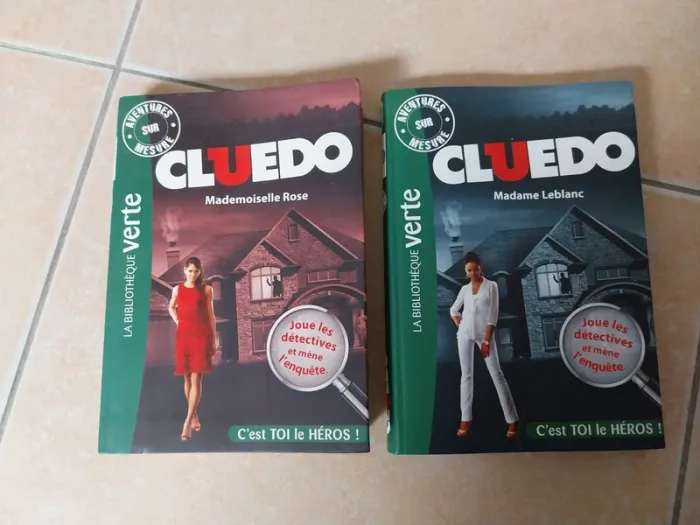 AVENTURES
SUR
MESURE
CLUEDO
Mademoiselle Rose
LA BIBLIOTHÈQUE verte
Joue les
détectives
et mène
l'enquête.
C'est TOI le HÉROS !
AVENTURES
SUR
MESURE
CLUEDO
Madame Leblanc
LA BIBLIOTHÈQUE verte
Joue les
détectives
et mène
l'enquête.
C'est TOI le HÉROS !